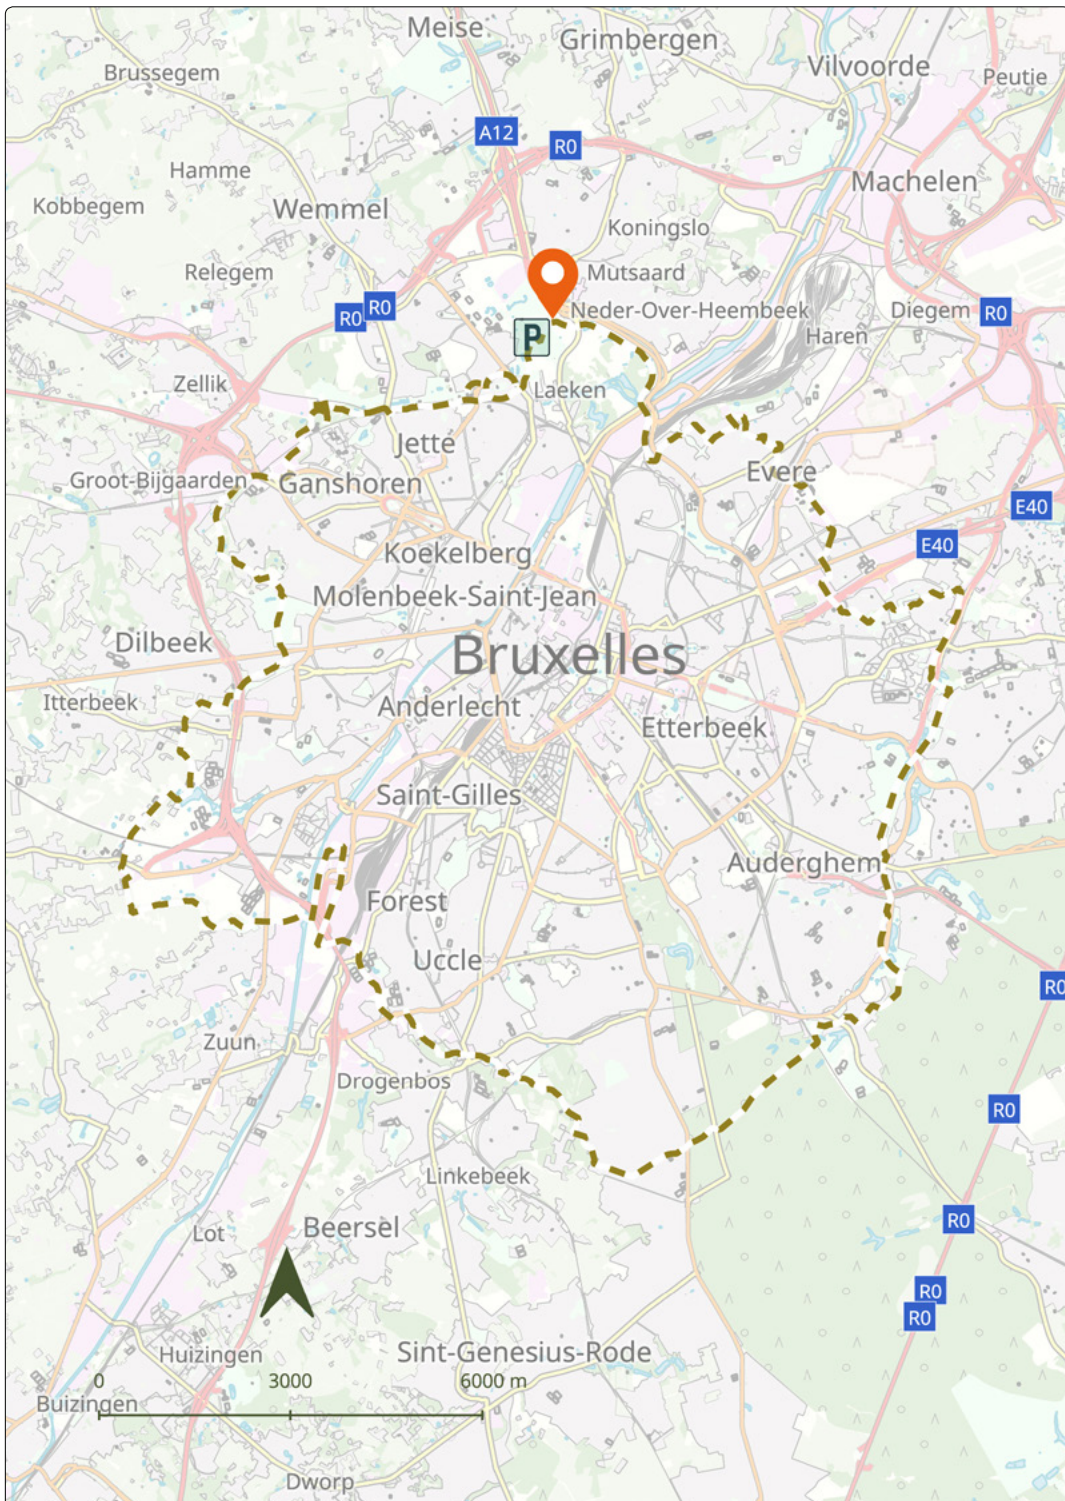 Meise
Grimbergen
Vilvoorde
Brussegem
Peutie
A12
R0
Hamme
Machelen
Kobbegem
Wemmel
Koningslo
Relegem
Mutsaard
R0
R0
Neder-Over-Heembeek
Diegem
R0
P
Haren
Zellik
Laeken
Jette
Evere
Groot-Bijgaarden
Ganshoren
E40
E40
Koekelberg
Molenbeek-Saint-Jean
Dilbeek
Bruxelles
Itterbeek
Anderlecht
Etterbeek
Saint-Gilles
Auderghem
Forest
Uccle
R0
Zuun
Drogenbos
R0
Linkebeek
Lot
Beersel
R0
R0
R0
Huizingen
Sint-Genesius-Rode
0 3000 6000 m
Buizingen
Dworp